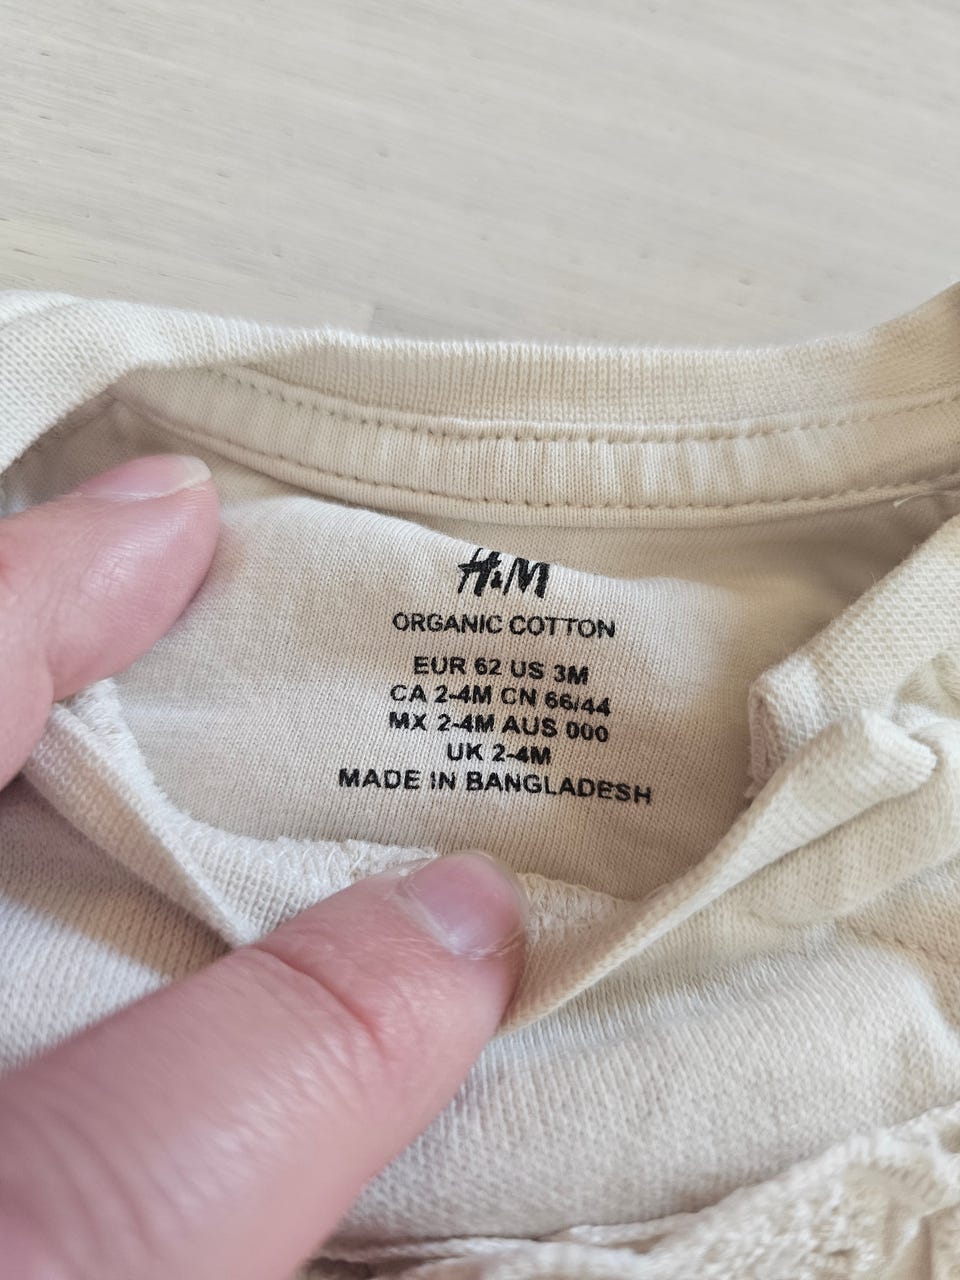 H&M
ORGANIC COTTON
EUR 62 US 3M
CA 2-4M CN 66/44
MX 2-4M AUS 000
UK 2-4M
MADE IN BANGLADESH